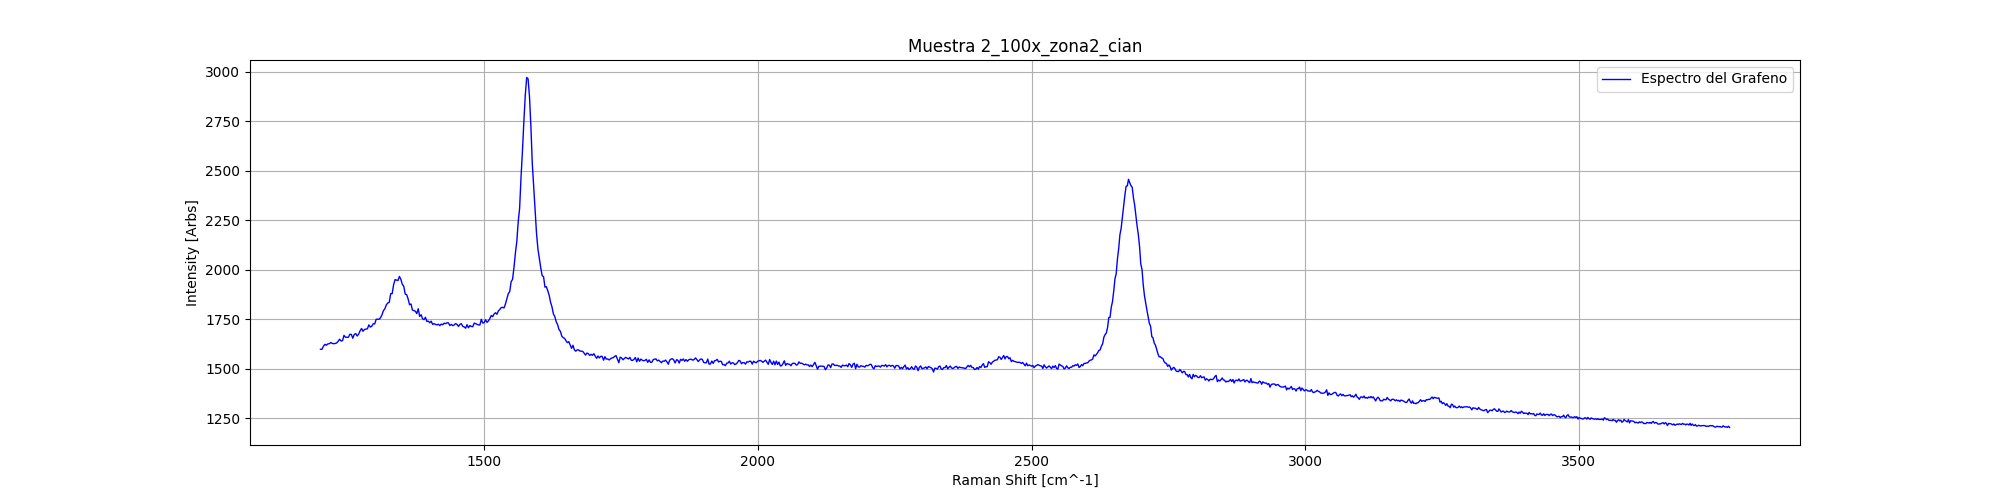 Muestra 2_100x_zona2_cian
Espectro del Grafeno
3000
2750
2500
2250
2000
1750
1500
1250
Intensity [Arbs]
1500 2000 2500 3000 3500
Raman Shift [cm^-1]